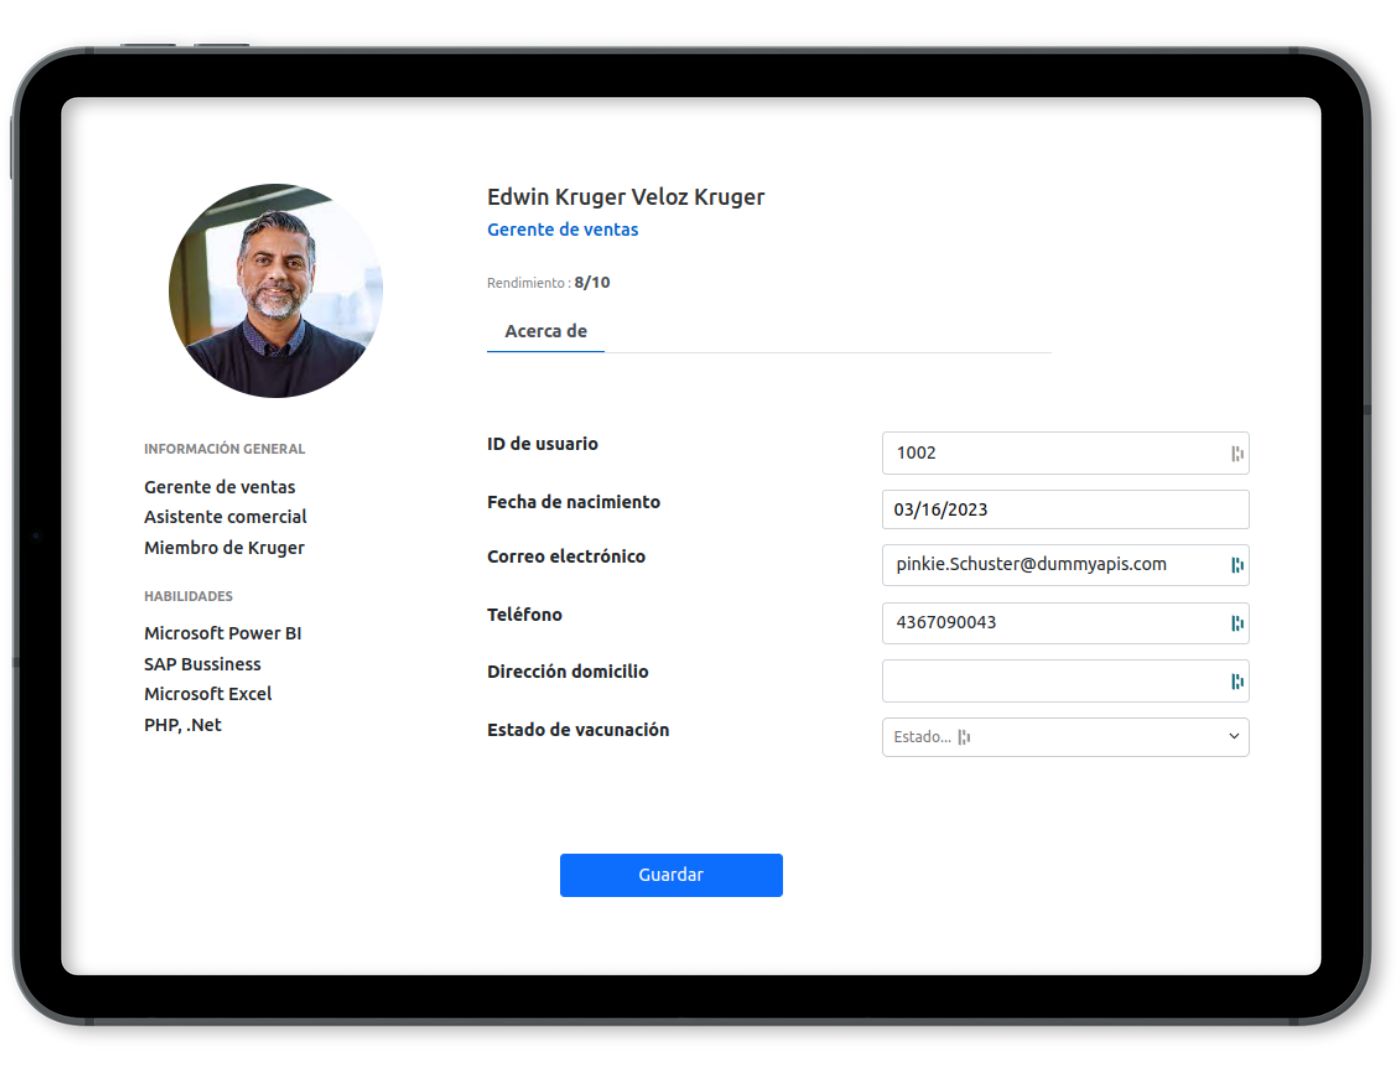 Edwin Kruger Veloz Kruger
Gerente de ventas
Rendimiento : 8/10
Acerca de
INFORMACIÓN GENERAL
Gerente de ventas
Asistente comercial
Miembro de Kruger
HABILIDADES
Microsoft Power BI
SAP Bussiness
Microsoft Excel
PHP, .Net
ID de usuario 1002
Fecha de nacimiento 03/16/2023
Correo electrónico pinkie.Schuster@dummyapis.com
Teléfono 4367090043
Dirección domicilio
Estado de vacunación Estado...
Guardar